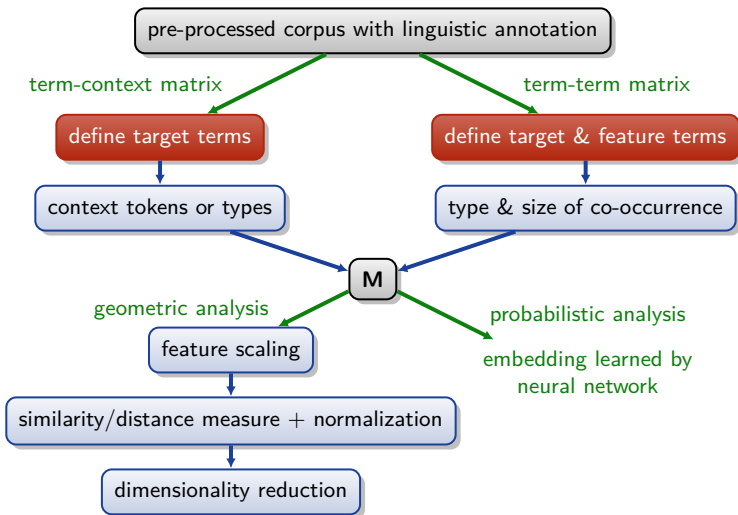 pre-processed corpus with linguistic annotation
term-context matrix
term-term matrix
define target terms
define target & feature terms
context tokens or types
type & size of co-occurrence
M
geometric analysis
probabilistic analysis
feature scaling
embedding learned by
neural network
similarity/distance measure + normalization
dimensionality reduction